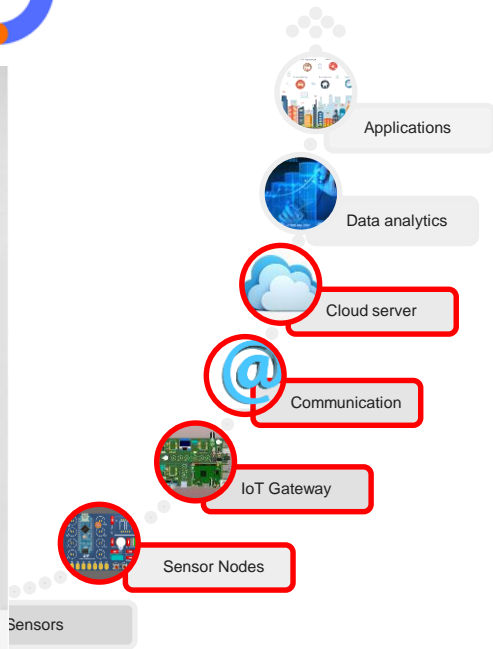 Applications
Data analytics
Cloud server
@
Communication
IoT Gateway
Sensor Nodes
Sensors